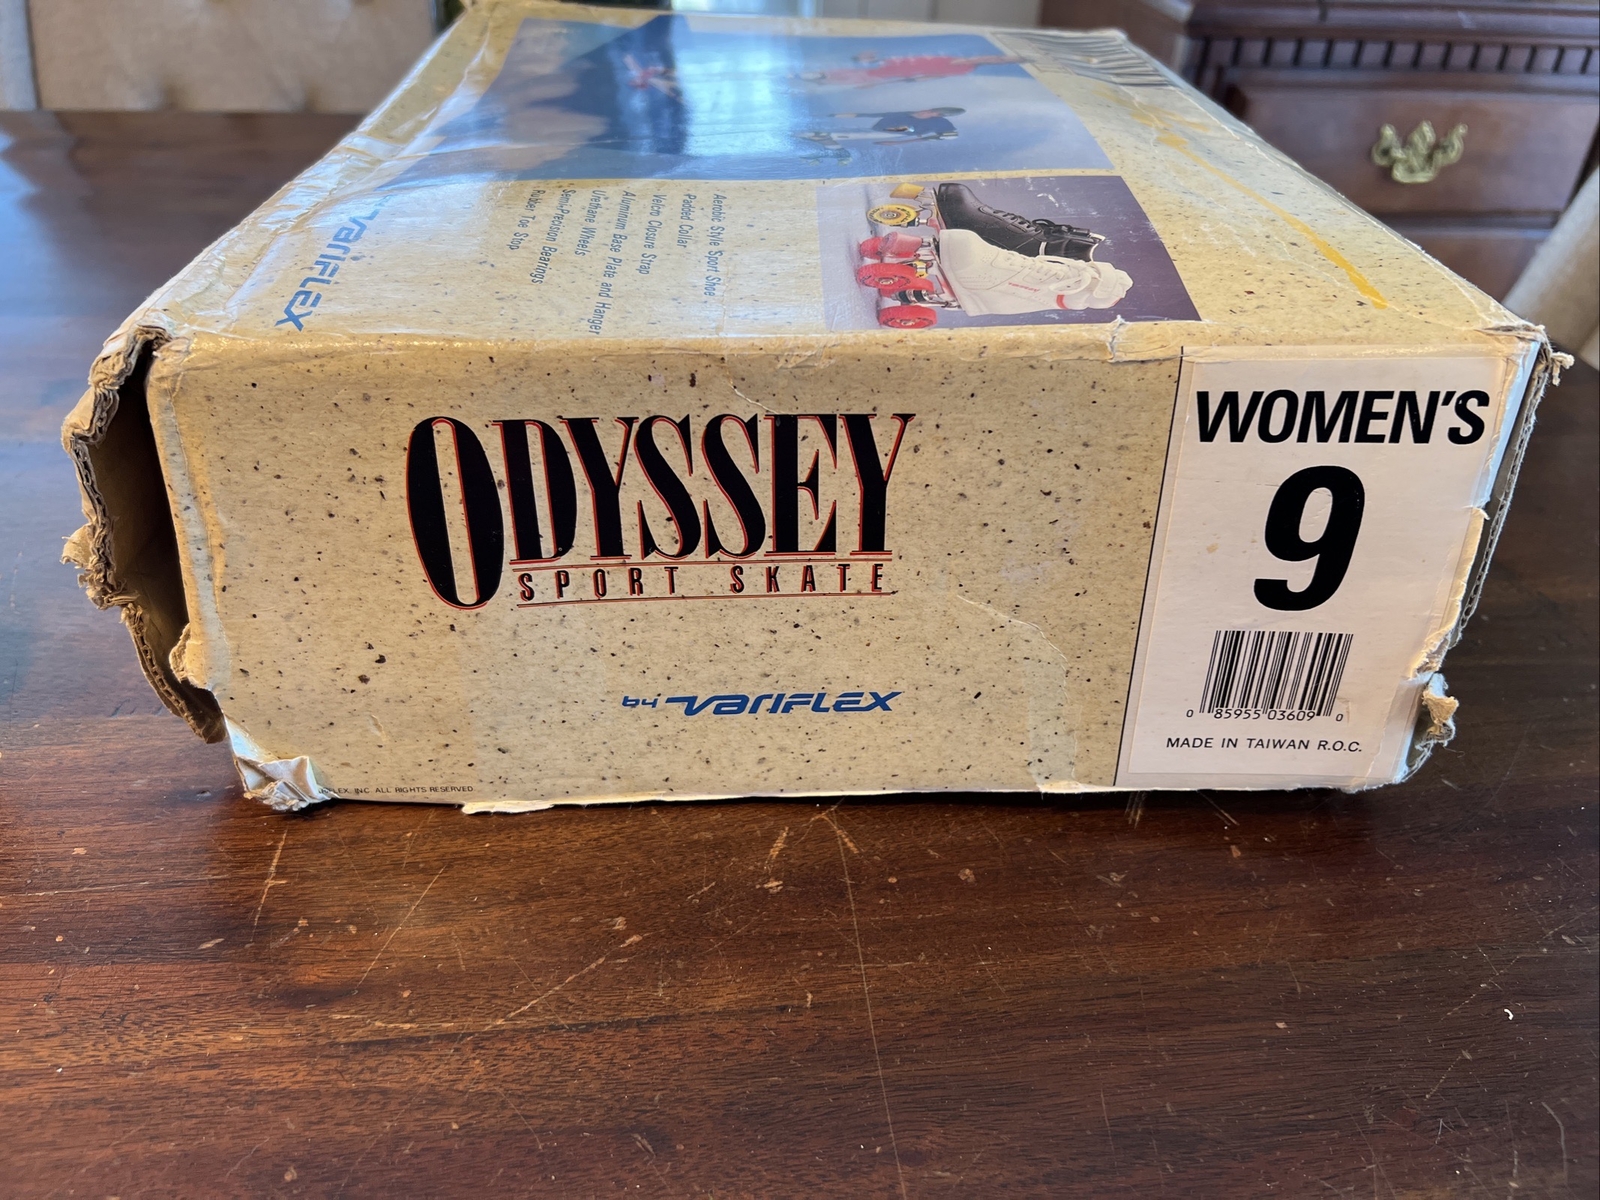 VARIFLEX
Aerobic Style Sport Shoe
Padded Collar
Velcro Closure Strap
Aluminum Base Plate and Hanger
Urethane Wheels
Semi-Precision Bearings
Toe Stop
ODYSSEY
SPORT SKATE
by VARIFLEX
INC. ALL RIGHTS RESERVED
WOMEN'S
9
0 85955 03609 0
MADE IN TAIWAN R.O.C.